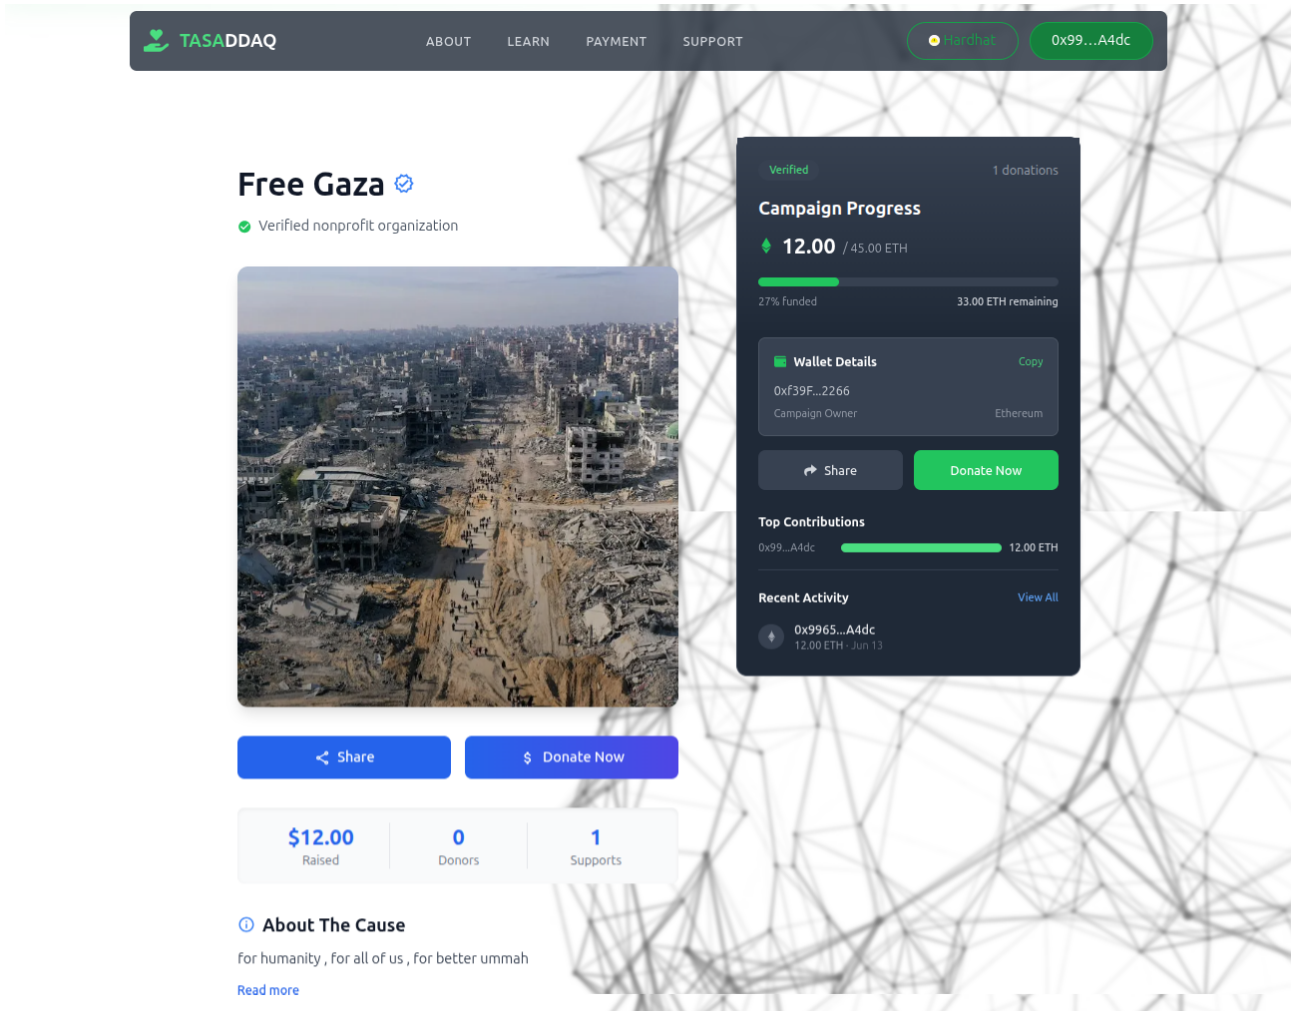 TASADDAQ
ABOUT LEARN PAYMENT SUPPORT
Hardhat
0x99...A4dc
Free Gaza
Verified nonprofit organization
Share
Donate Now
$12.00 0 1
Raised Donors Supports
About The Cause
for humanity , for all of us , for better ummah
Read more
Verified 1 donations
Campaign Progress
12.00 / 45.00 ETH
27% funded 33.00 ETH remaining
Wallet Details Copy
0xf39F...2266
Campaign Owner Ethereum
Share Donate Now
Top Contributions
0x99...A4dc 12.00 ETH
Recent Activity View All
0x9965...A4dc
12.00 ETH · Jun 13